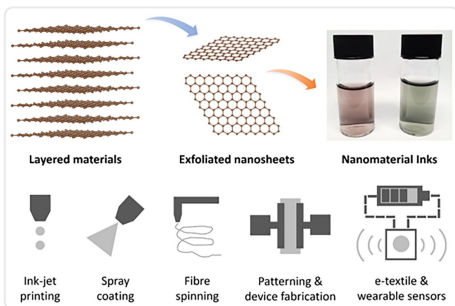 Layered materials
Exfoliated nanosheets
Nanomaterial Inks
Ink-jet
printing
Spray
coating
Fibre
spinning
Patterning &
device fabrication
e-textile &
wearable sensors